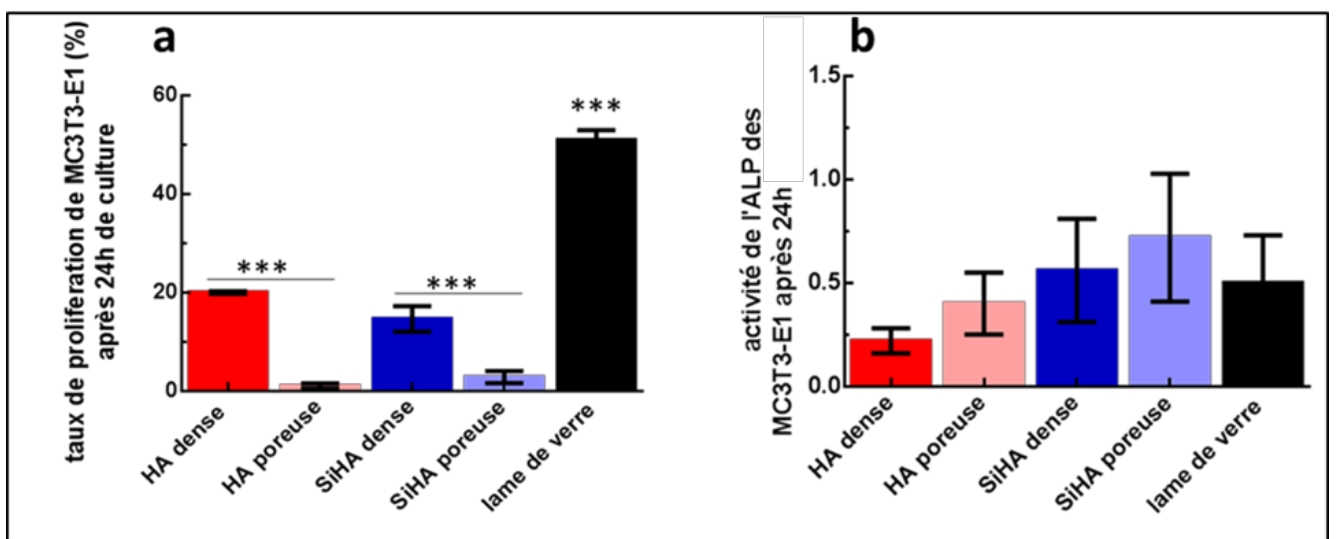 a
taux de proliferation de MC3T3-E1 (%)
après 24h de culture
60
40
20
0
***
***
***
HA dense
HA poreuse
SiHA dense
SiHA poreuse
lame de verre
b
activité de l'ALP des
MC3T3-E1 après 24h
1.5
1.0
0.5
0.0
HA dense
HA poreuse
SiHA dense
SiHA poreuse
lame de verre